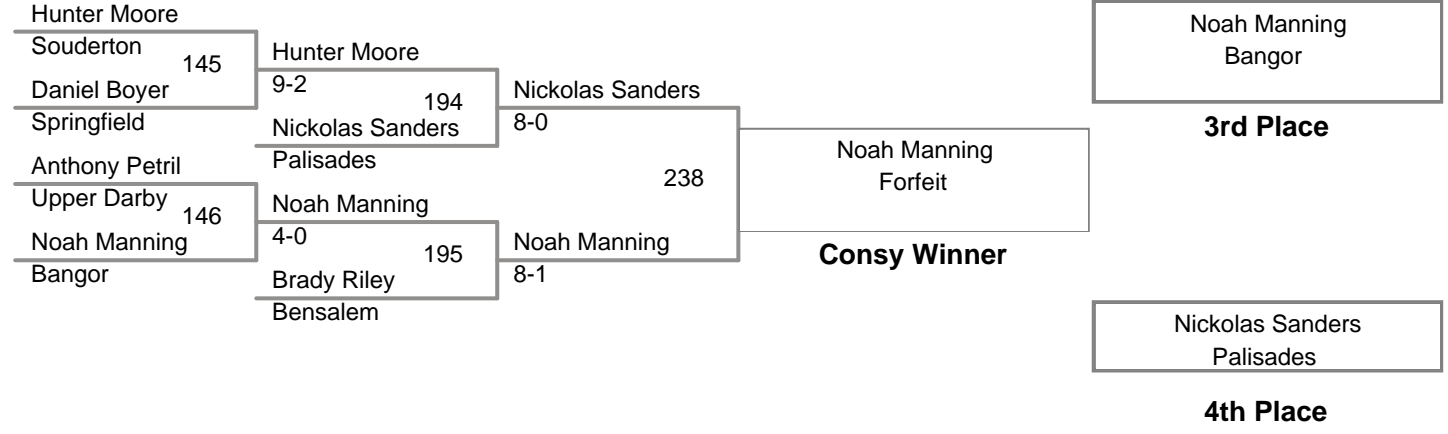 Hunter Moore
Souderton
145
Daniel Boyer
Springfield
Anthony Petril
Upper Darby
146
Noah Manning
Bangor
Hunter Moore
9-2
194
Nickolas Sanders
Palisades
Noah Manning
4-0
195
Brady Riley
Bensalem
Nickolas Sanders
8-0
238
Noah Manning
8-1
Noah Manning
Forfeit
Consy Winner
Noah Manning
Bangor
3rd Place
Nickolas Sanders
Palisades
4th Place